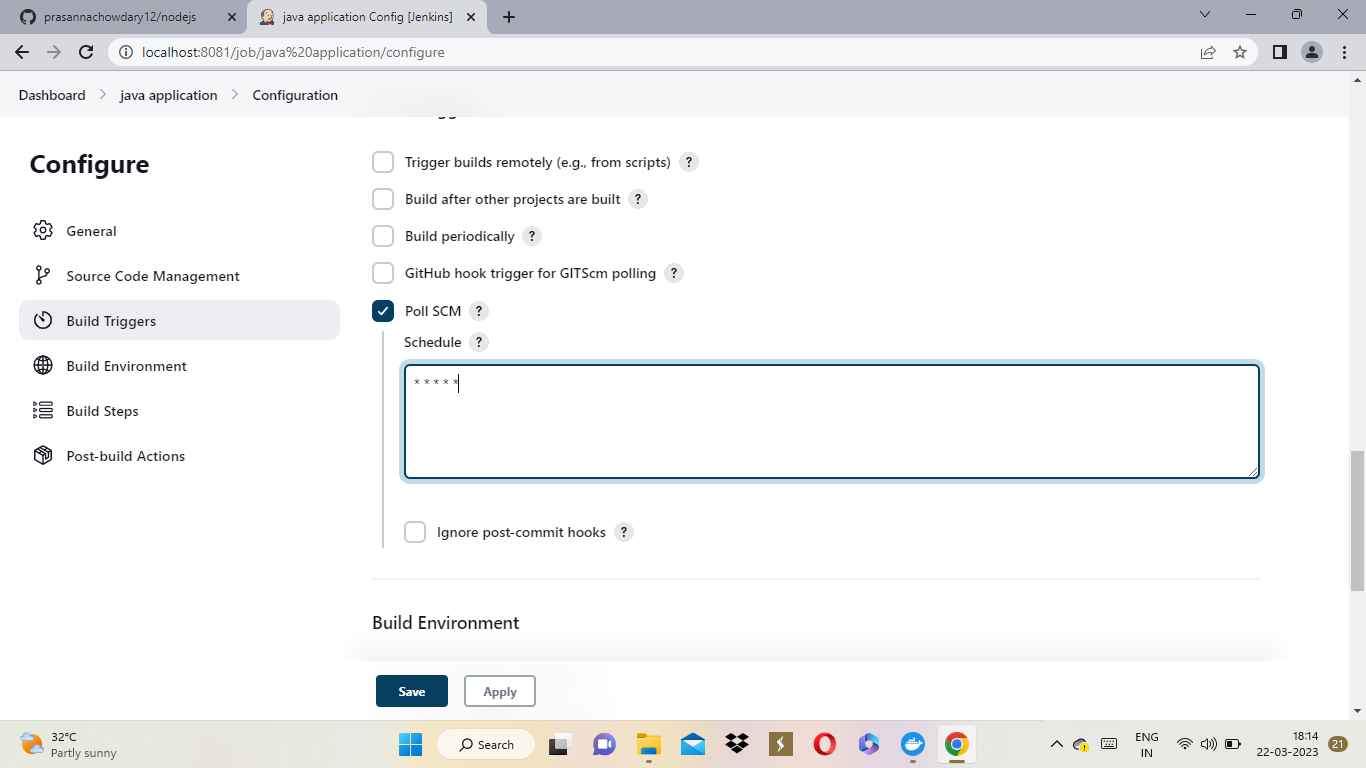 prasannachowdary12/nodejs
java application Config [Jenkins]
localhost:8081/job/java%20application/configure
Dashboard
java application
Configuration
Configure
General
Source Code Management
Build Triggers
Build Environment
Build Steps
Post-build Actions
Trigger builds remotely (e.g., from scripts) ?
Build after other projects are built ?
Build periodically ?
GitHub hook trigger for GITScm polling ?
Poll SCM ?
Schedule ?
* * * * *
Ignore post-commit hooks ?
Build Environment
Save
Apply
32°C
Partly sunny
Search
ENG
IN
18:14
22-03-2023
21